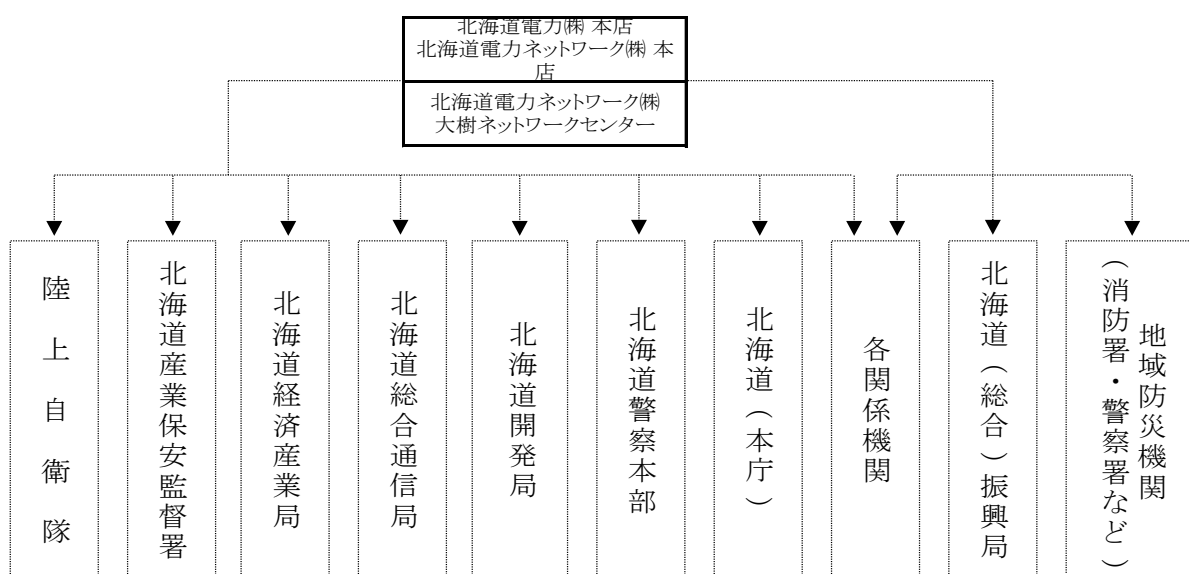 北海道電力㈱ 本店
北海道電力ネットワーク㈱ 本
店
北海道電力ネットワーク㈱
大樹ネットワークセンター
陸上自衛隊
北海道産業保安監督署
北海道経済産業局
北海道総合通信局
北海道開発局
北海道警察本部
北海道（本庁）
各関係機関
北海道（総合）振興局
地域防災機関
（消防署・警察署など）